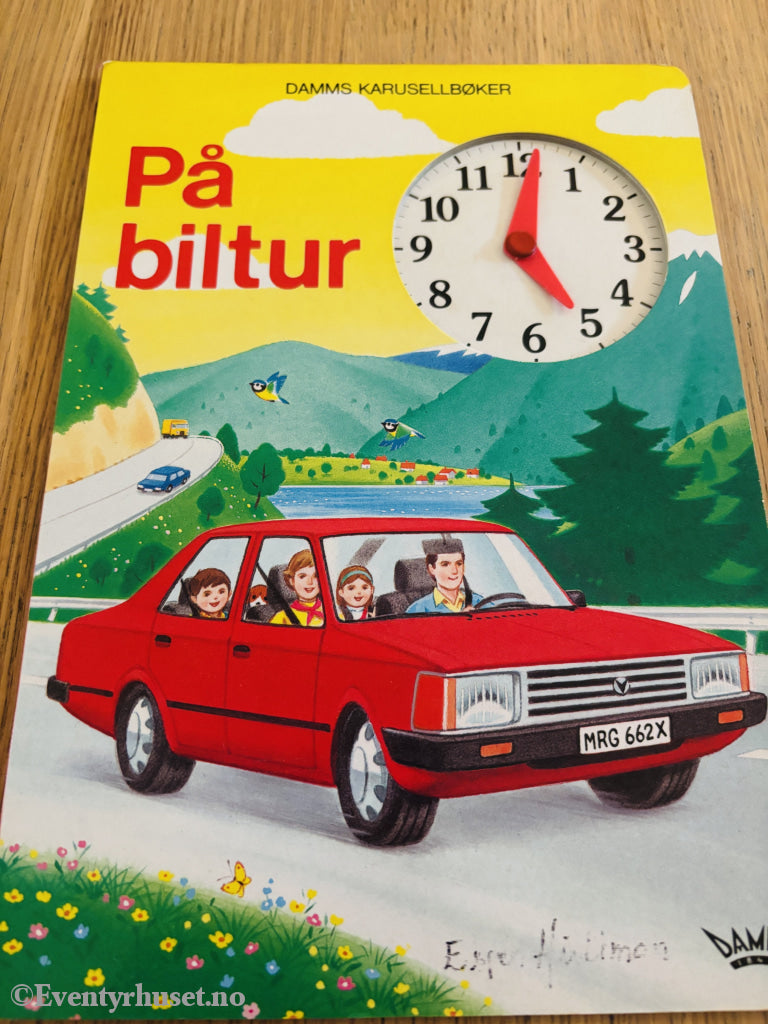 DAMMS KARUSELLBØKER
På
biltur
12
1
2
3
4
5
6
7
8
9
10
11
MRG 662X
Espen
DAMM
©Eventyrhuset.no